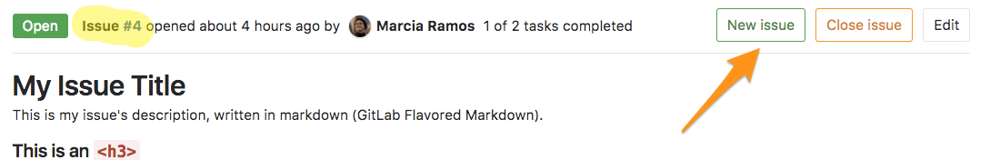 Open Issue #4 opened about 4 hours ago by Marcia Ramos 1 of 2 tasks completed New issue Close issue Edit
My Issue Title
This is my issue's description, written in markdown (GitLab Flavored Markdown).
This is an <h3>